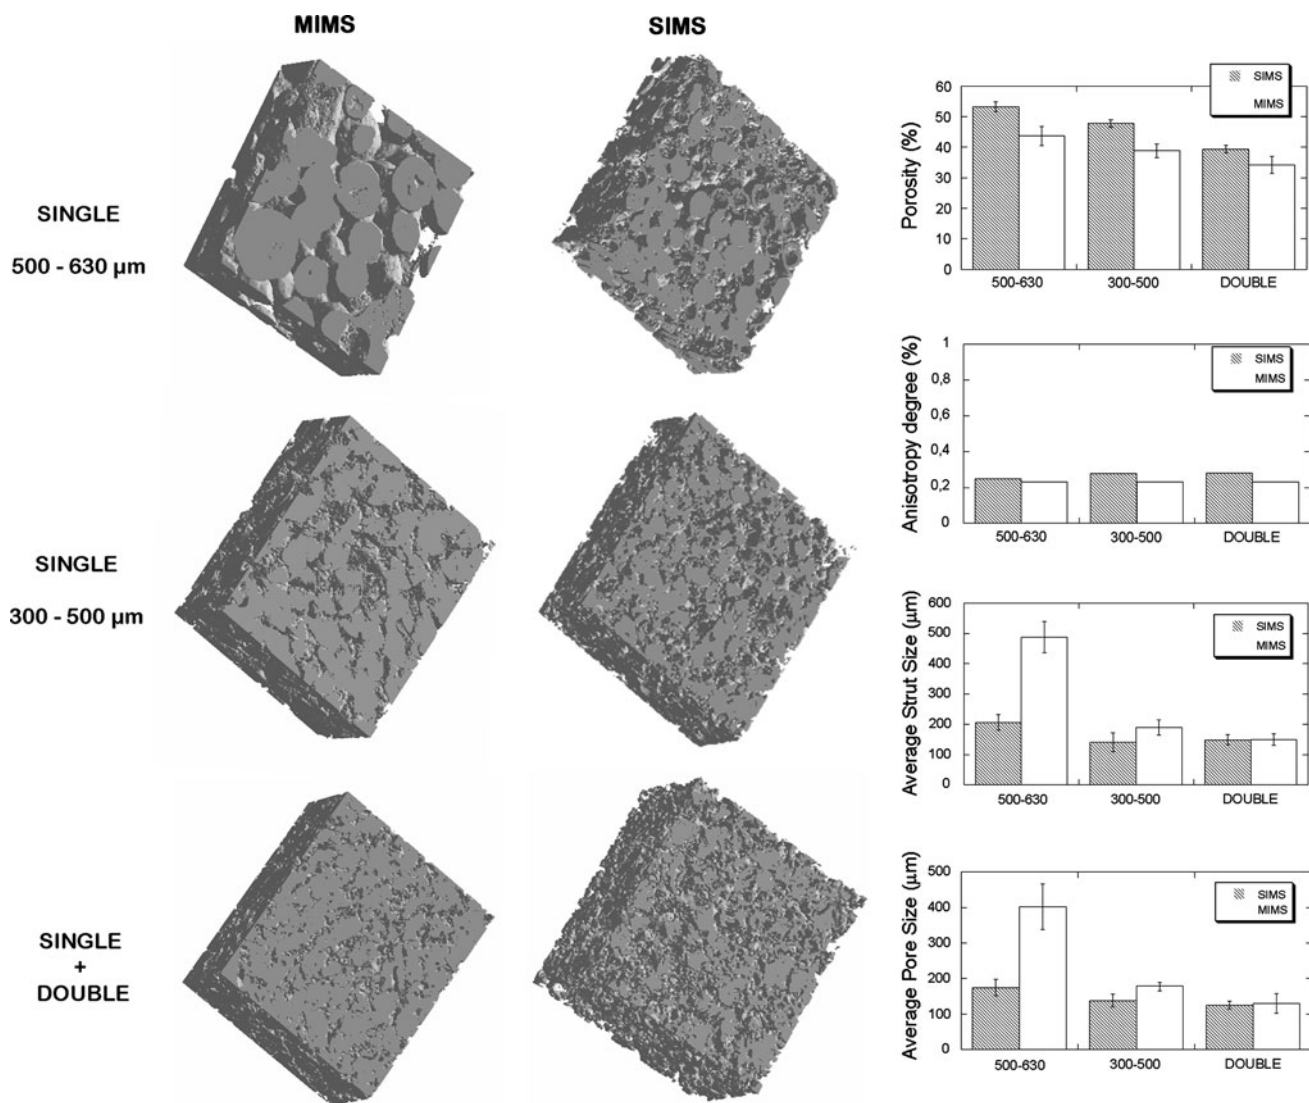 MIMS
SIMS
SINGLE
500 - 630 µm
SINGLE
300 - 500 µm
SINGLE
+
DOUBLE
Porosity (%)
60
50
40
30
20
10
0
SIMS
MIMS
500-630
300-500
DOUBLE
Anisotropy degree (%)
1
0,8
0,6
0,4
0,2
0
SIMS
MIMS
500-630
300-500
DOUBLE
Average Strut Size (µm)
600
500
400
300
200
100
0
SIMS
MIMS
500-630
300-500
DOUBLE
Average Pore Size (µm)
500
400
300
200
100
0
SIMS
MIMS
500-630
300-500
DOUBLE